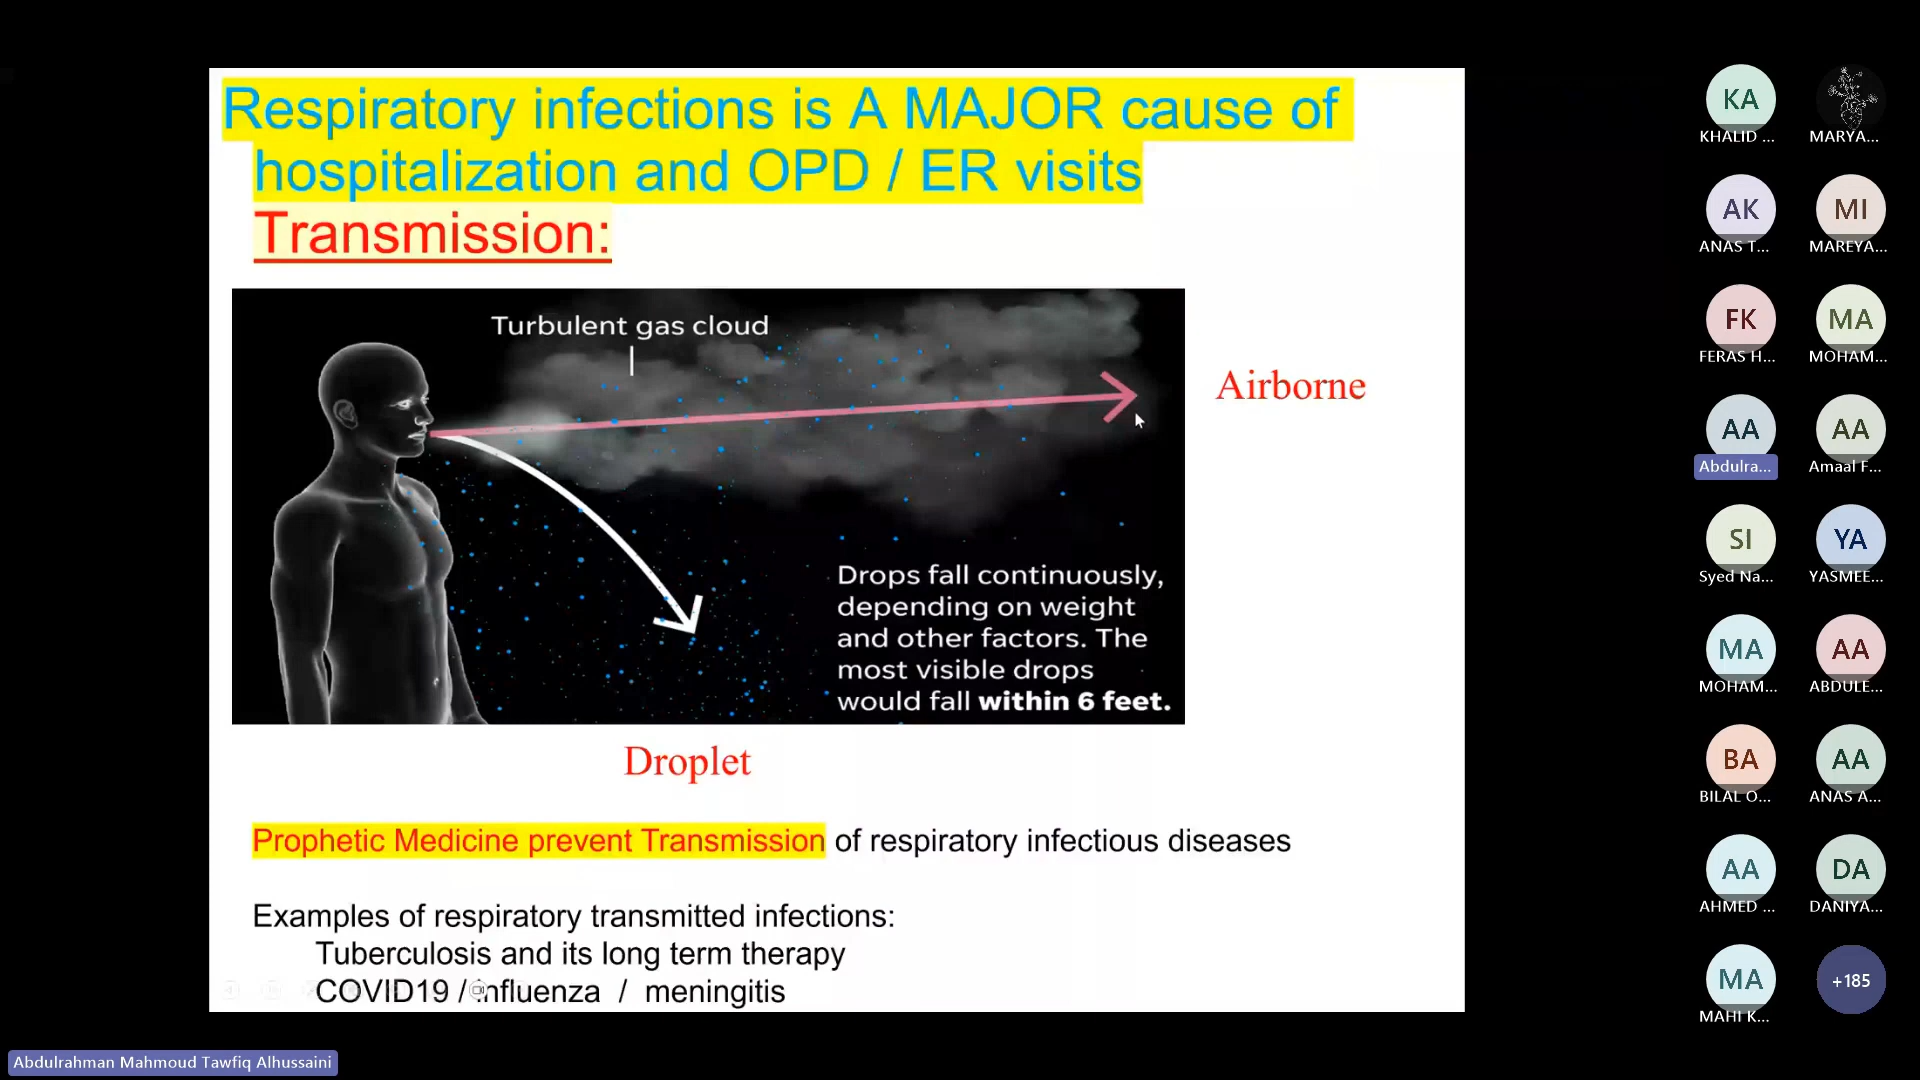 Respiratory infections is A MAJOR cause of
hospitalization and OPD / ER visits
Transmission:
Turbulent gas cloud
Airborne
Drops fall continuously,
depending on weight
and other factors. The
most visible drops
would fall within 6 feet.
Droplet
Prophetic Medicine prevent Transmission of respiratory infectious diseases
Examples of respiratory transmitted infections:
Tuberculosis and its long term therapy
COVID19 / influenza / meningitis
KA
KHALID ...
MARYA...
AK
ANAS T...
MI
MAREYA...
FK
FERAS H...
MA
MOHAM...
AA
Abdulra...
AA
Amaal F...
SI
Syed Na...
YA
YASMEE...
MA
MOHAM...
AA
ABDULE...
BA
BILAL O...
AA
ANAS A...
AA
AHMED ...
DA
DANIYA...
MA
MAHI K...
+185
Abdulrahman Mahmoud Tawfiq Alhussaini